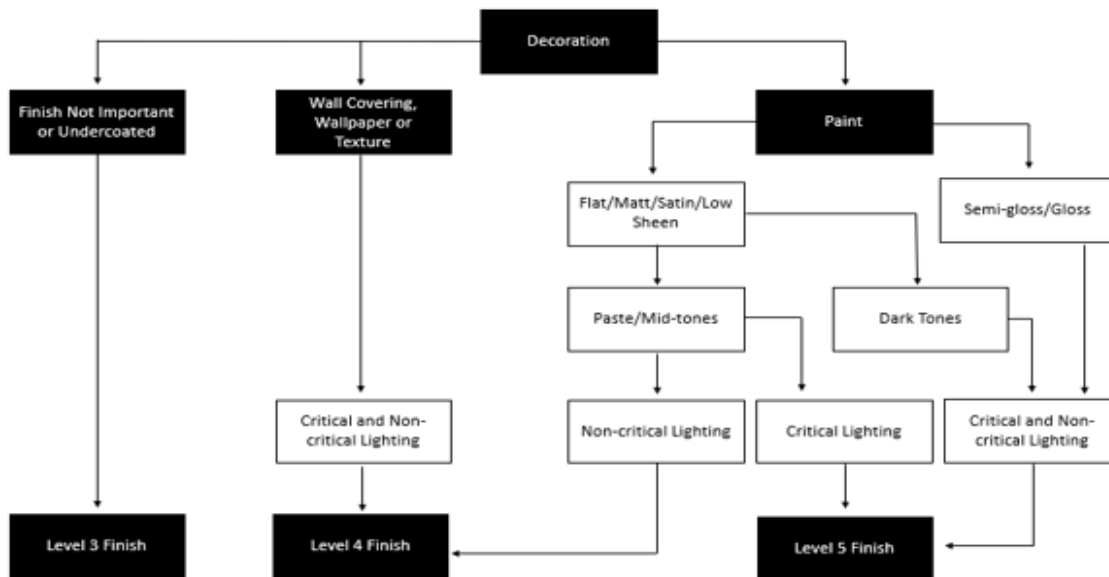 Decoration
Finish Not Important
or Undercoated
Wall Covering,
Wallpaper or
Texture
Paint
Flat/Matt/Satin/Low
Sheen
Semi-gloss/Gloss
Paste/Mid-tones
Dark Tones
Critical and Non-
critical Lighting
Non-critical Lighting
Critical Lighting
Critical and Non-
critical Lighting
Level 3 Finish
Level 4 Finish
Level 5 Finish